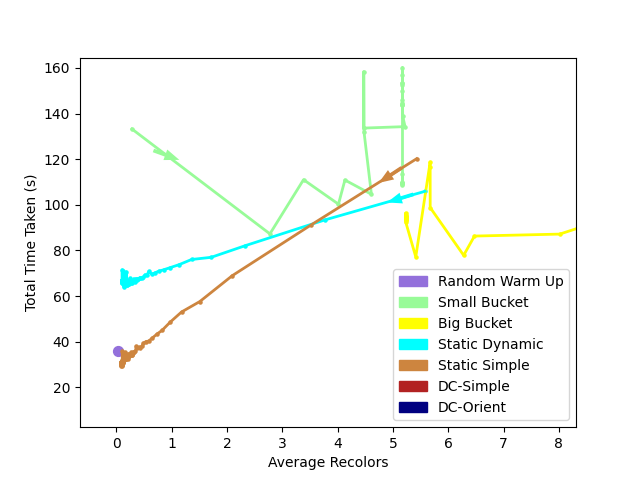 160
140
120
100
80
60
40
20
Total Time Taken (s)
Random Warm Up
Small Bucket
Big Bucket
Static Dynamic
Static Simple
DC-Simple
DC-Orient
0 1 2 3 4 5 6 7 8
Average Recolors